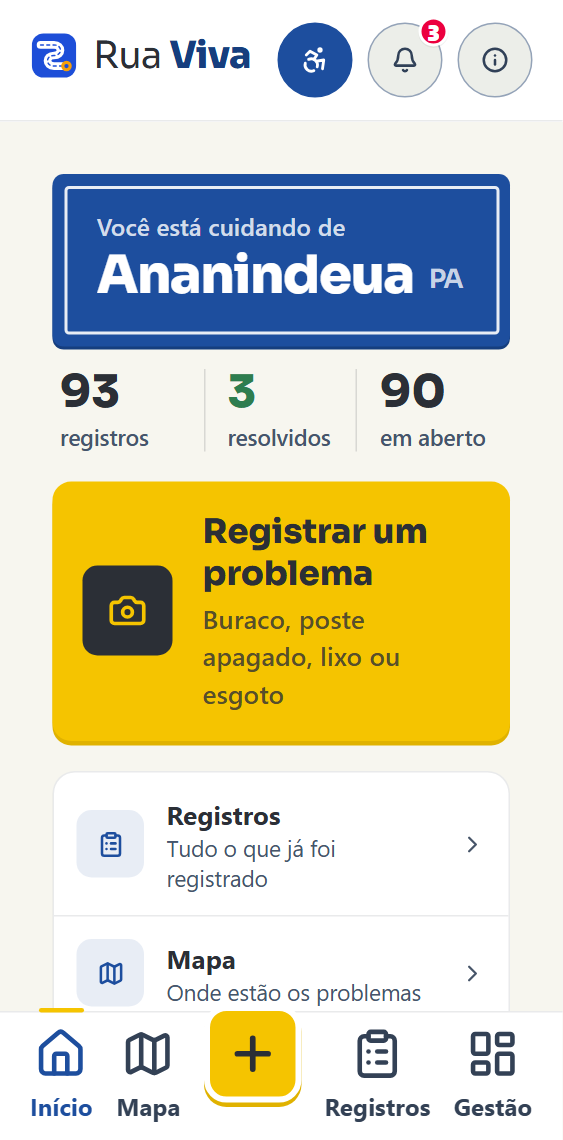 Rua Viva
3
Você está cuidando de
Ananindeua PA
93
registros
3
resolvidos
90
em aberto
Registrar um
problema
Buraco, poste
apagado, lixo ou
esgoto
Registros
Tudo o que já foi
registrado
Mapa
Onde estão os problemas
Início
Mapa
Registros
Gestão